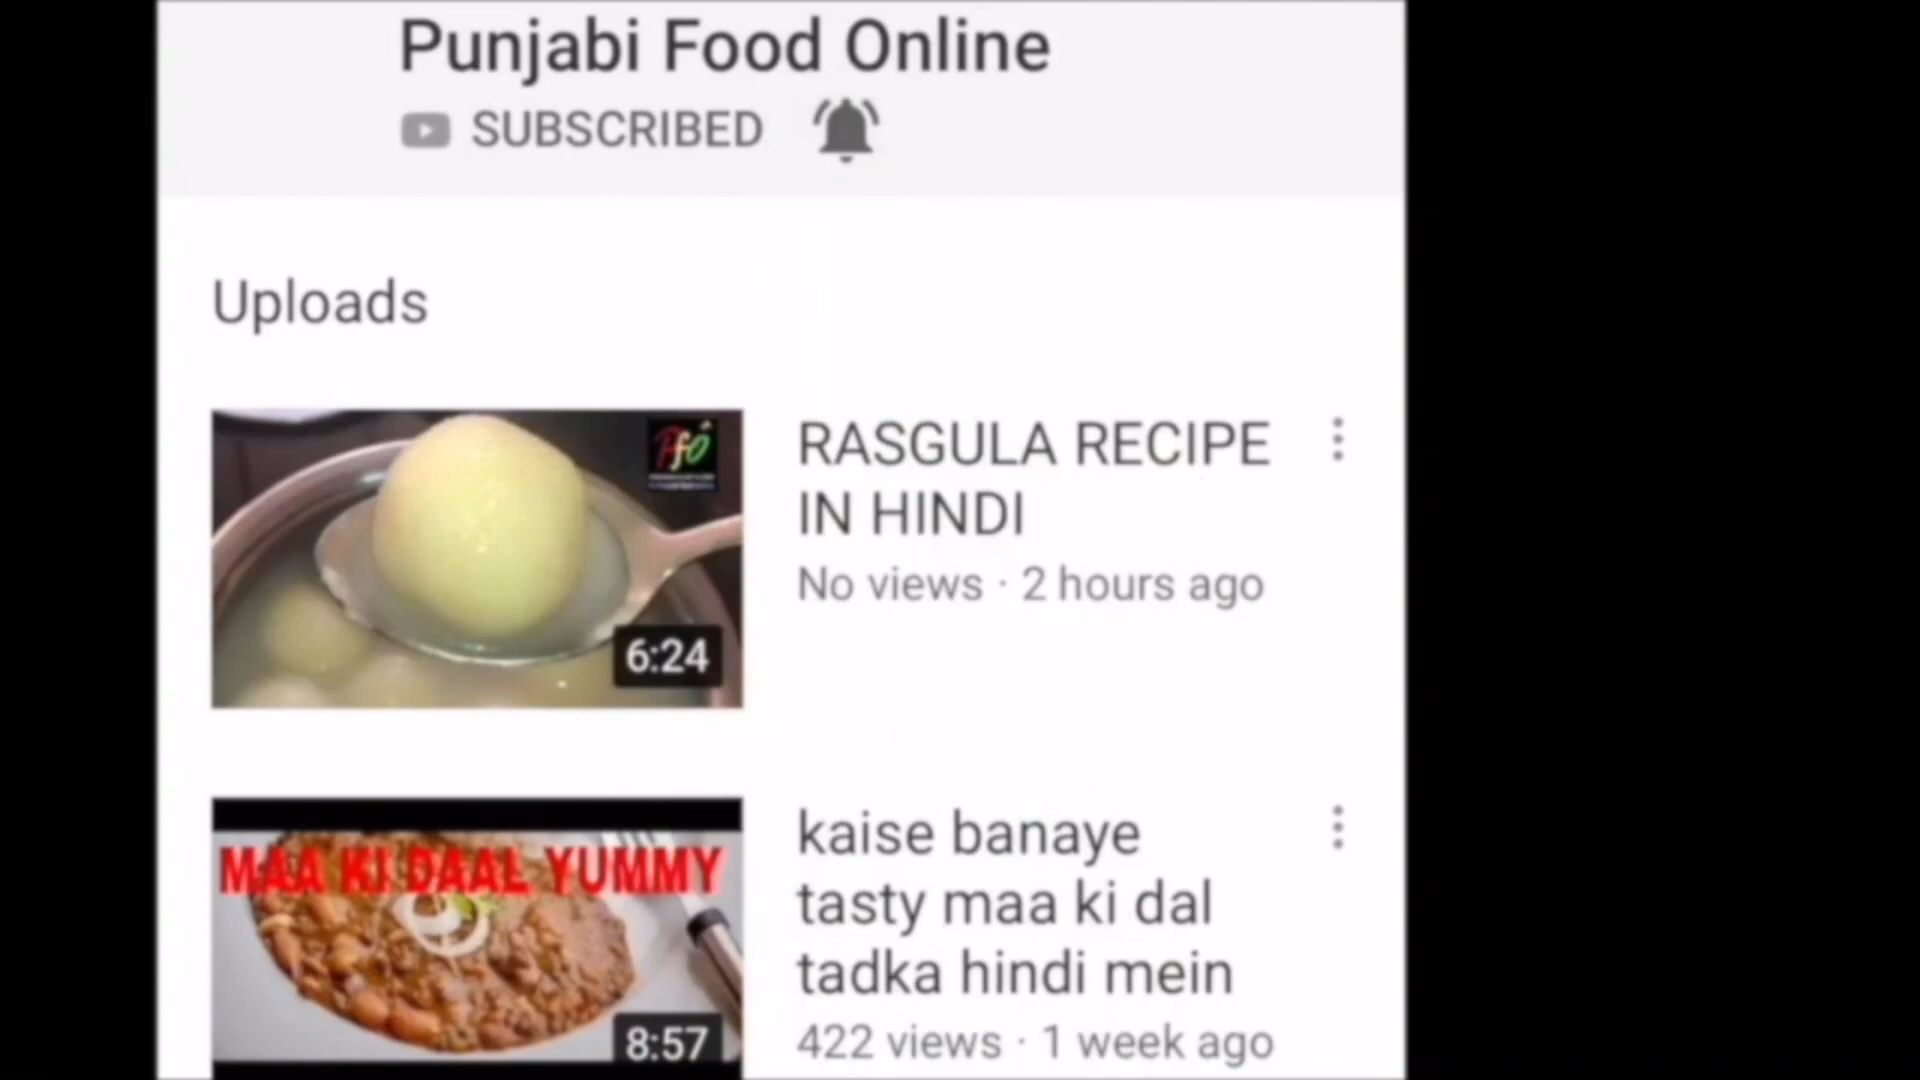 Punjabi Food Online
SUBSCRIBED
Uploads
RASGULA RECIPE
IN HINDI
No views · 2 hours ago
6:24
MAA KI DAAL YUMMY
kaise banaye
tasty maa ki dal
tadka hindi mein
422 views · 1 week ago
8:57